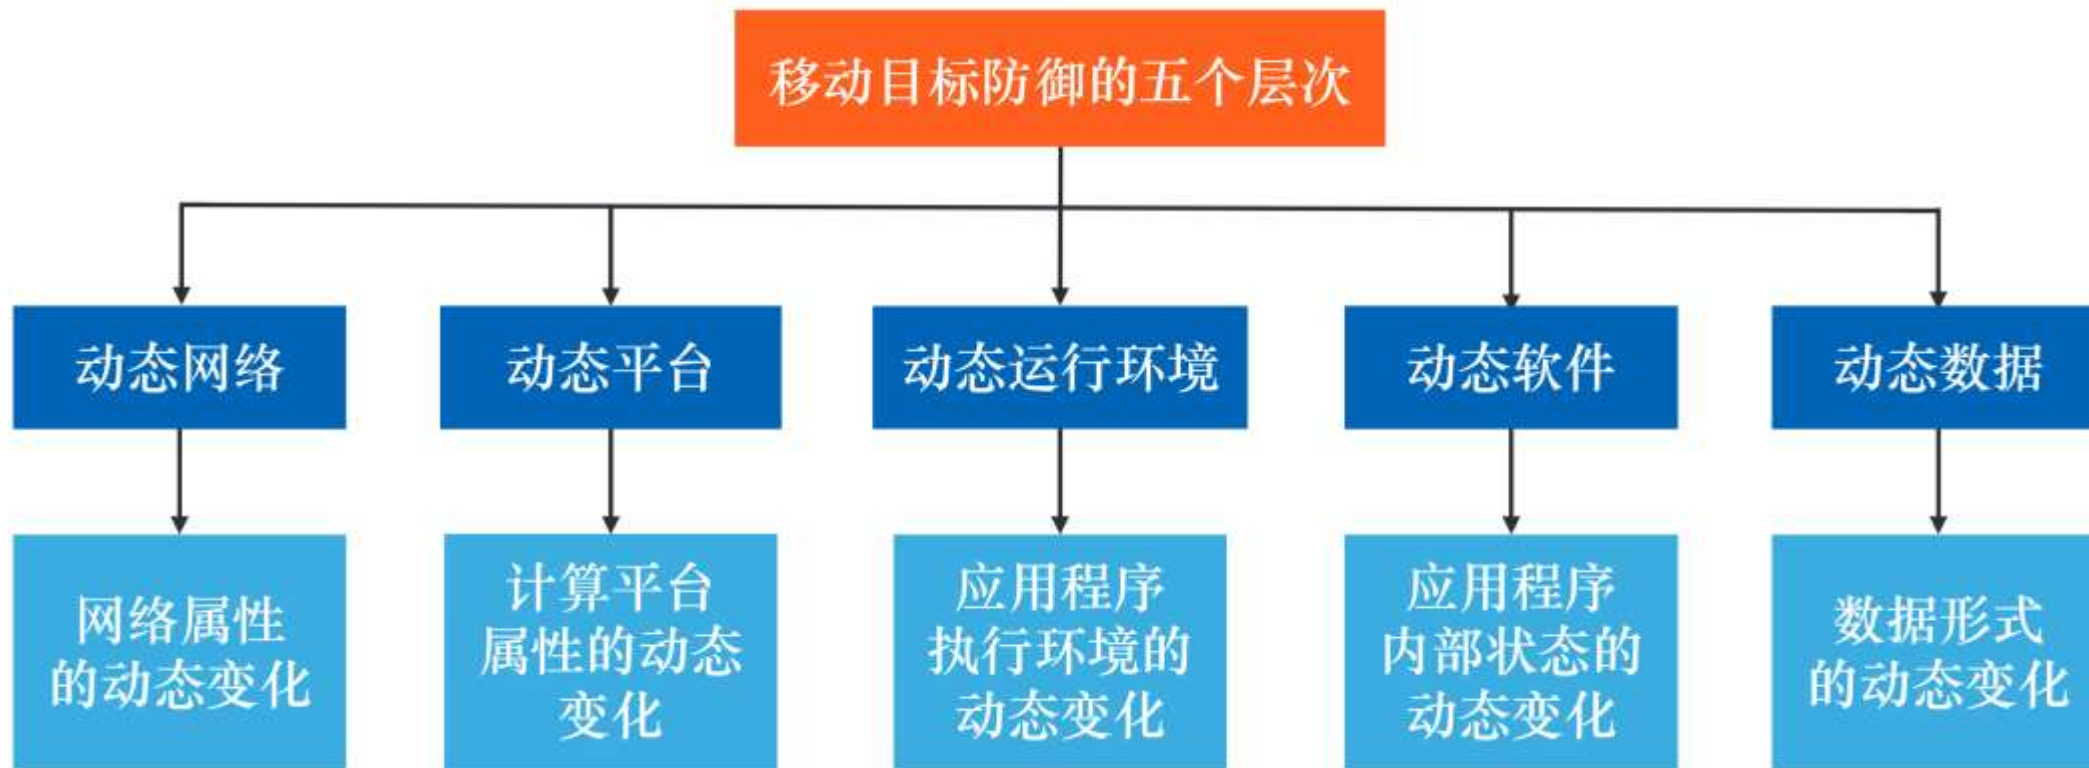 移动目标防御的五个层次
动态网络
动态平台
动态运行环境
动态软件
动态数据
网络属性
的动态变化
计算平台
属性的动态
变化
应用程序
执行环境的
动态变化
应用程序
内部状态的
动态变化
数据形式
的动态变化